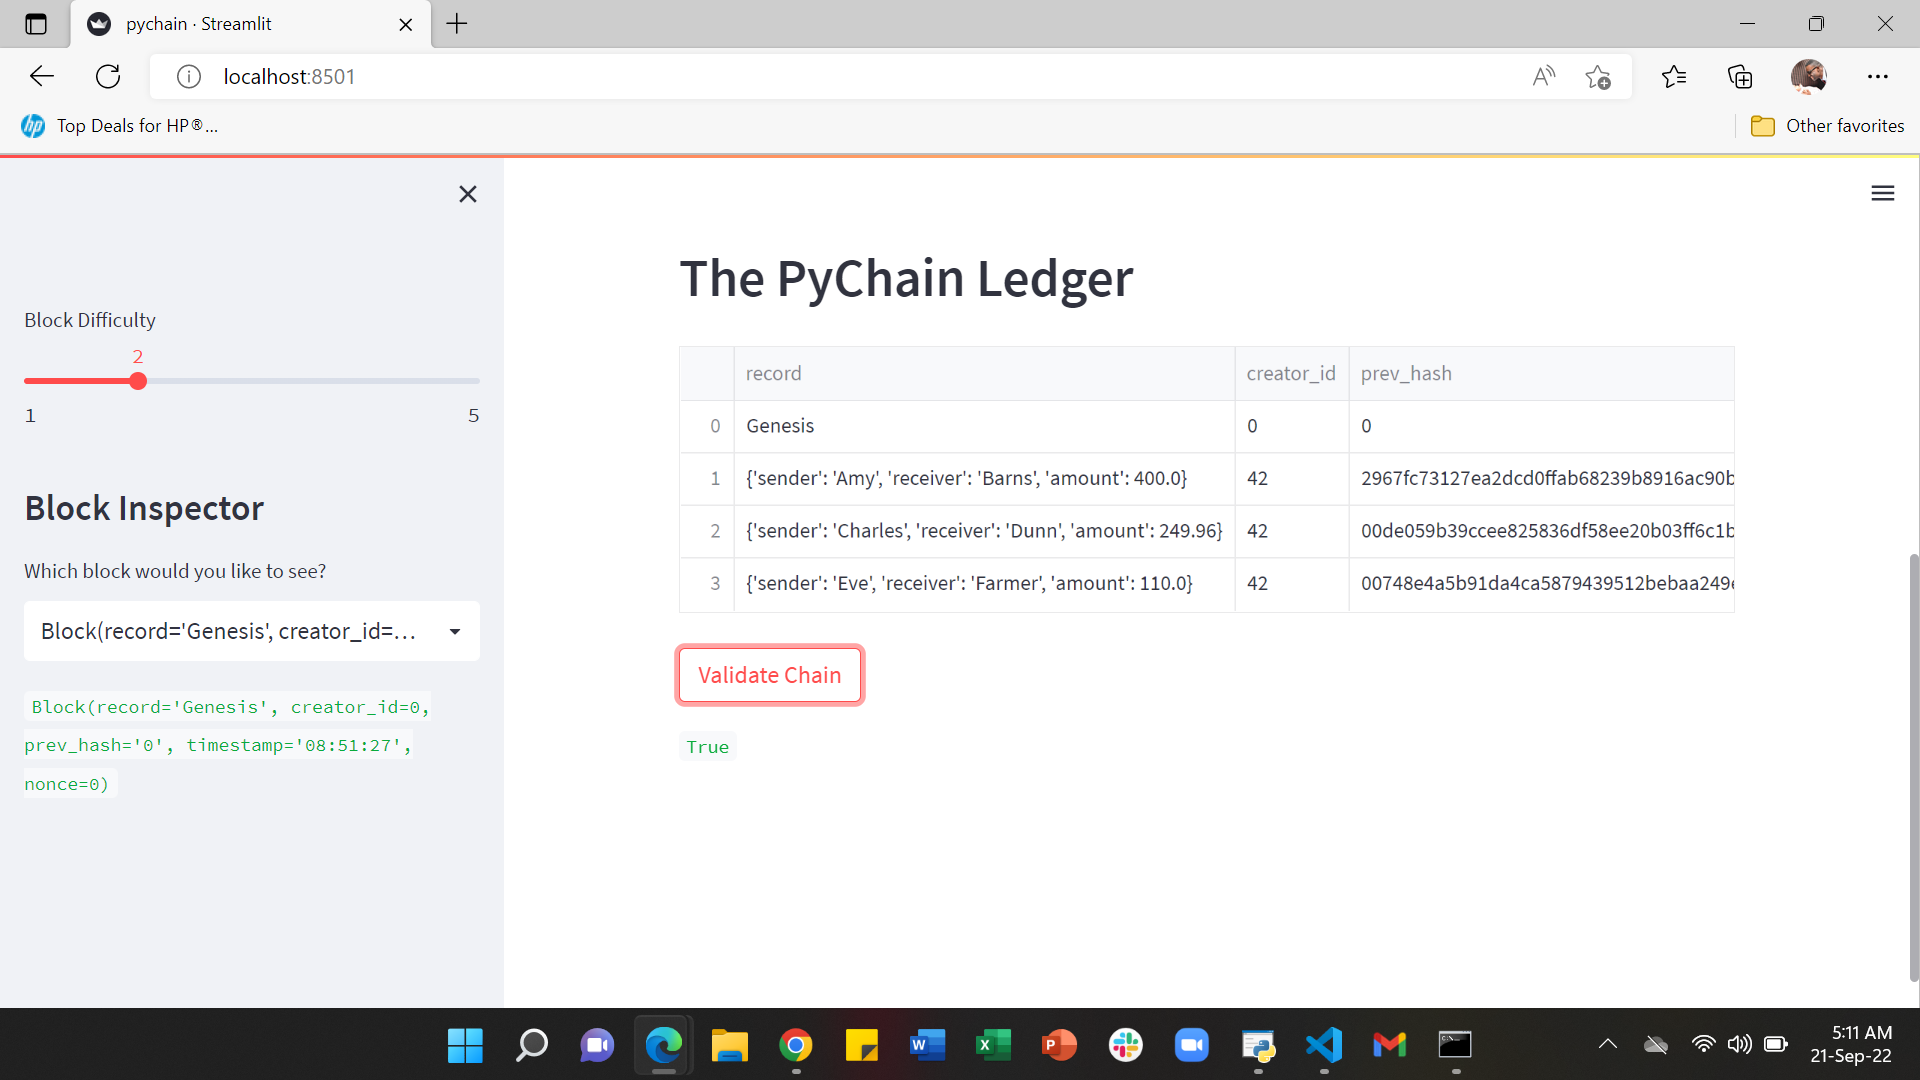 pychain · Streamlit
localhost:8501
Top Deals for HP®...
Other favorites
Block Difficulty
2
1 5
Block Inspector
Which block would you like to see?
Block(record='Genesis', creator_id=...
Block(record='Genesis', creator_id=0,
prev_hash='0', timestamp='08:51:27',
nonce=0)
The PyChain Ledger
record creator_id prev_hash
0 Genesis 0 0
1 {'sender': 'Amy', 'receiver': 'Barns', 'amount': 400.0} 42 2967fc73127ea2dcd0ffab68239b8916ac90b
2 {'sender': 'Charles', 'receiver': 'Dunn', 'amount': 249.96} 42 00de059b39ccee825836df58ee20b03ff6c1b
3 {'sender': 'Eve', 'receiver': 'Farmer', 'amount': 110.0} 42 00748e4a5b91da4ca5879439512bebaa249e
Validate Chain
True
5:11 AM
21-Sep-22